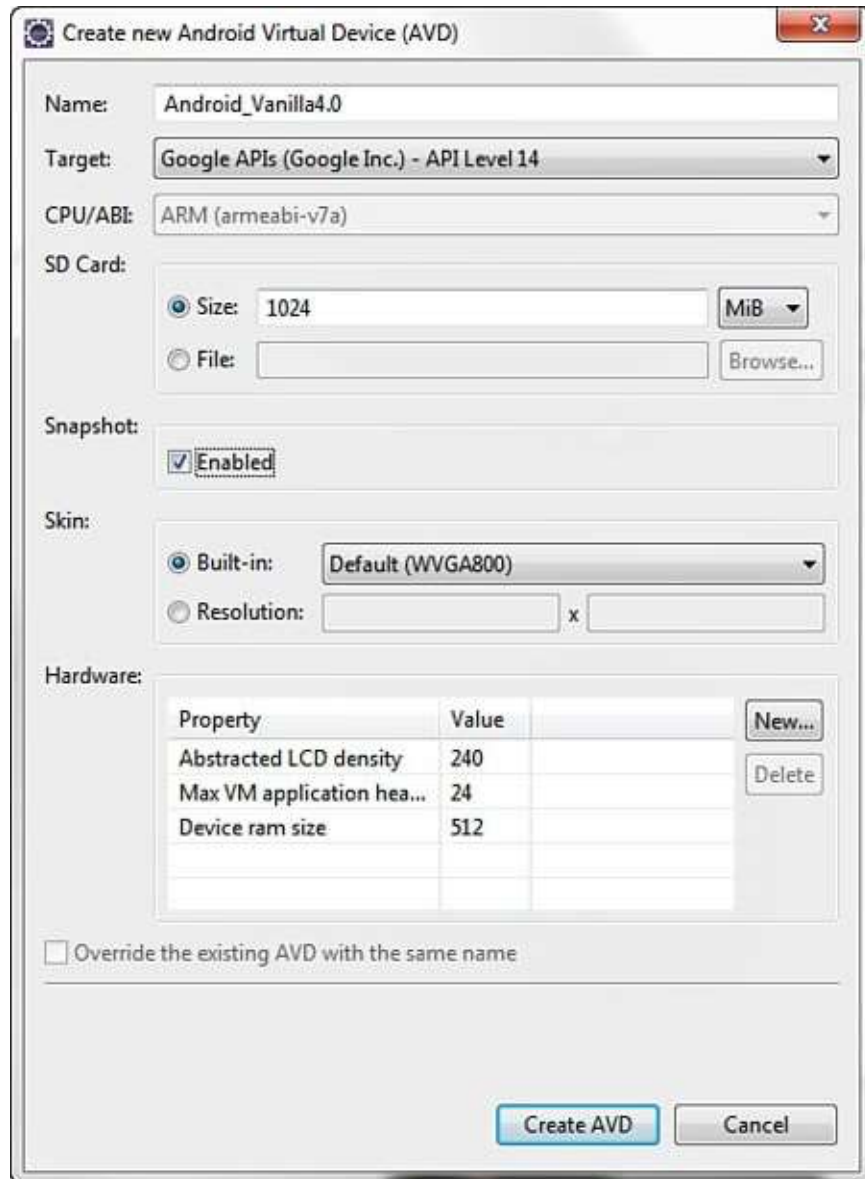 Create new Android Virtual Device (AVD)
Name: Android_Vanilla4.0
Target: Google APIs (Google Inc.) - API Level 14
CPU/ABI: ARM (armeabi-v7a)
SD Card:
Size: 1024 MiB
File: Browse...
Snapshot:
Enabled
Skin:
Built-in: Default (WVGA800)
Resolution: x
Hardware:
Property Value New...
Abstracted LCD density 240
Delete
Max VM application hea... 24
Device ram size 512
Override the existing AVD with the same name
Create AVD Cancel